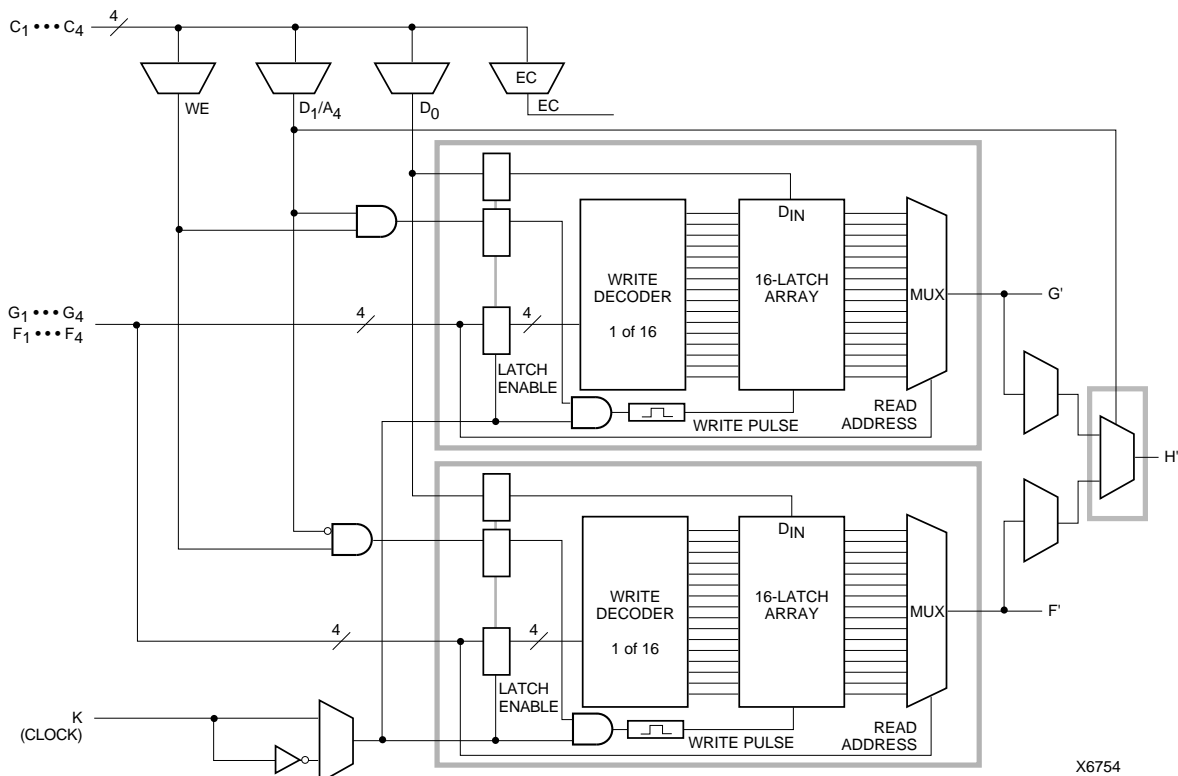 C1 ••• C4
4
EC
WE
D1/A4
D0
EC
DIN
WRITE
DECODER
1 of 16
16-LATCH
ARRAY
MUX
G'
G1 ••• G4
F1 ••• F4
4
4
LATCH
ENABLE
WRITE PULSE
READ
ADDRESS
H'
DIN
WRITE
DECODER
1 of 16
16-LATCH
ARRAY
MUX
F'
4
4
LATCH
ENABLE
WRITE PULSE
READ
ADDRESS
K
(CLOCK)
X6754